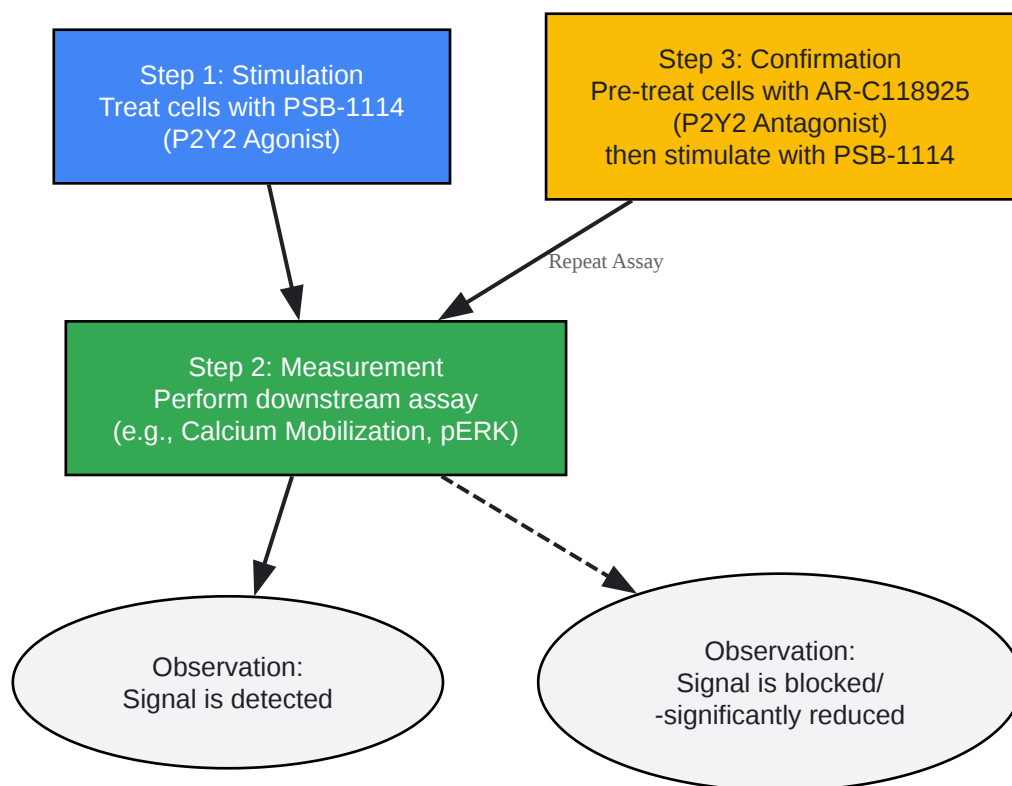 Step 1: Stimulation
Treat cells with PSB-1114
(P2Y2 Agonist)
Step 3: Confirmation
Pre-treat cells with AR-C118925
(P2Y2 Antagonist)
then stimulate with PSB-1114
Repeat Assay
Step 2: Measurement
Perform downstream assay
(e.g., Calcium Mobilization, pERK)
Observation:
Signal is detected
Observation:
Signal is blocked/
-significantly reduced